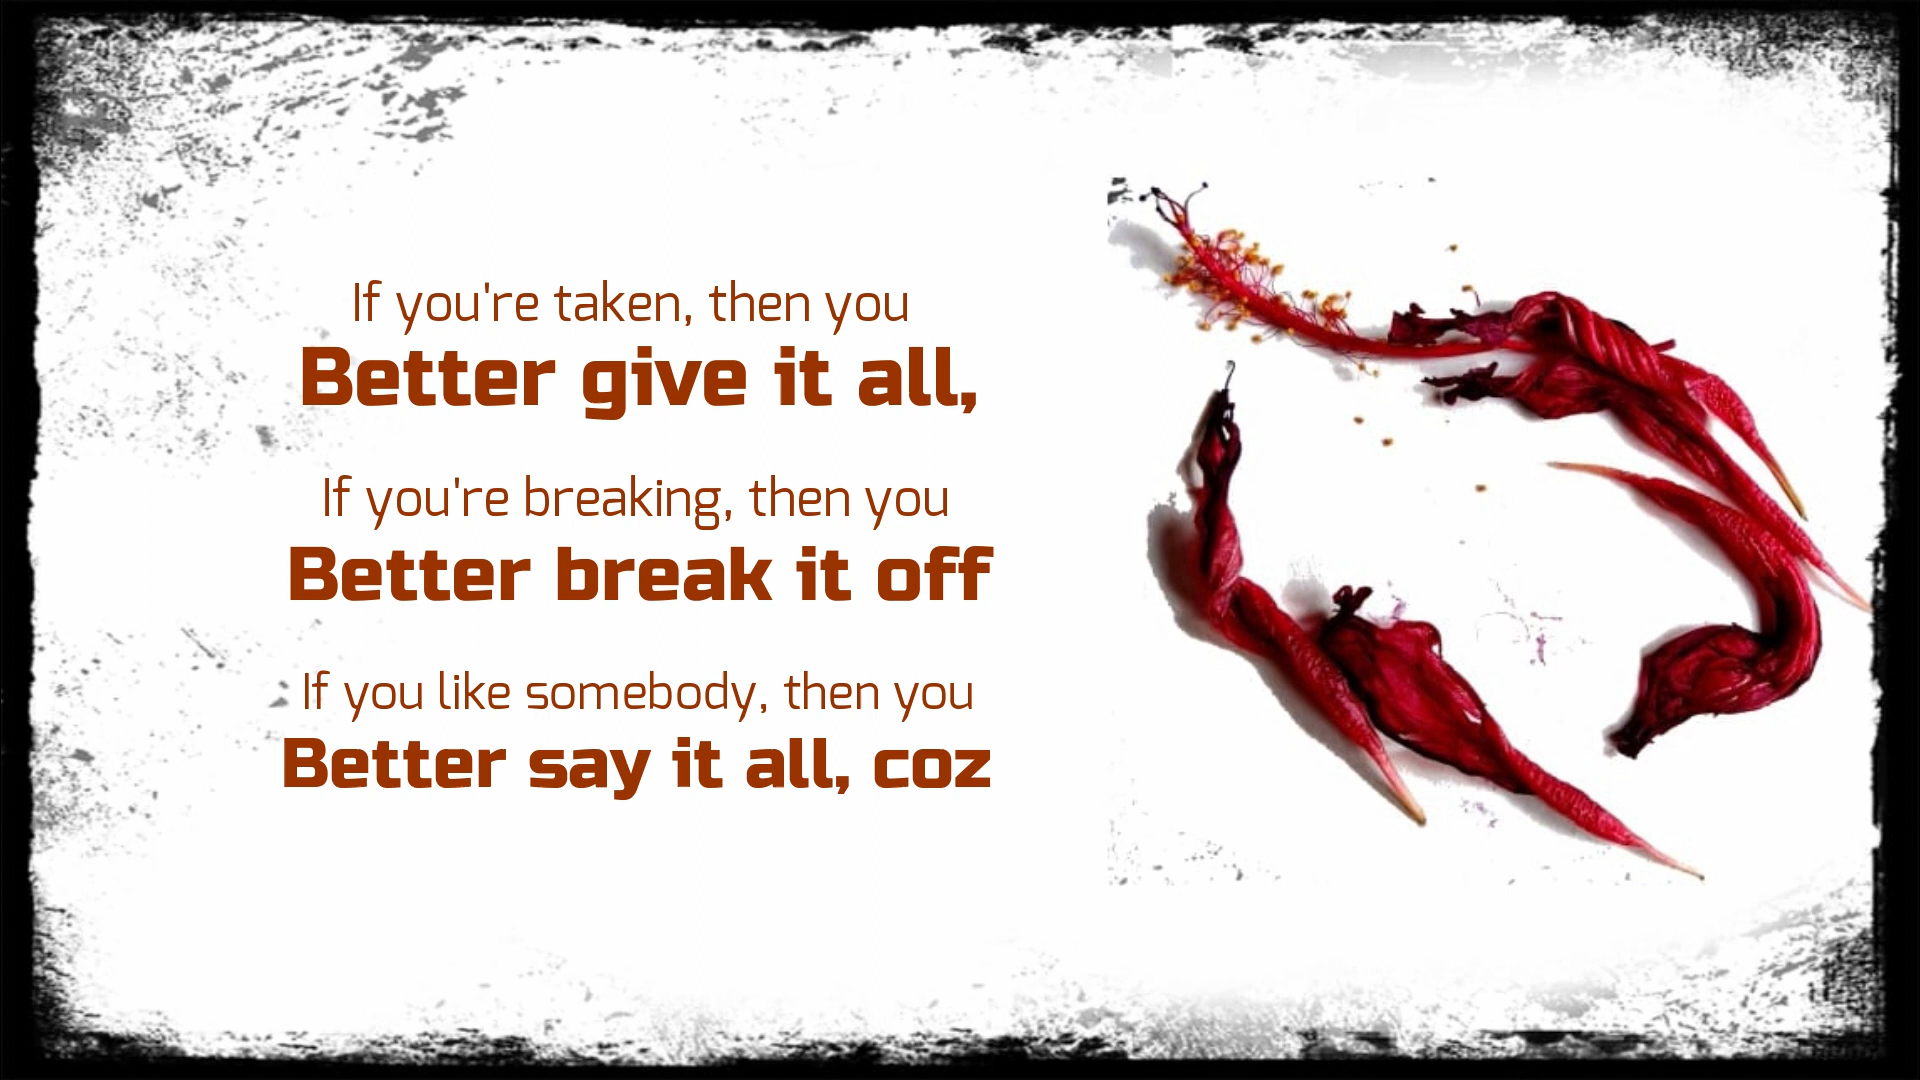 If you're taken, then you
Better give it all,
If you're breaking, then you
Better break it off
If you like somebody, then you
Better say it all, coz